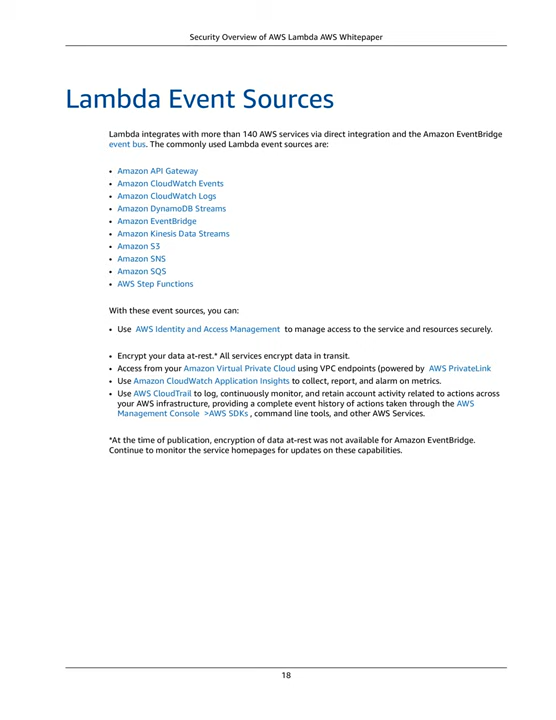 Security Overview of AWS Lambda AWS Whitepaper
Lambda Event Sources
Lambda integrates with more than 140 AWS services via direct integration and the Amazon EventBridge
event bus. The commonly used Lambda event sources are:
• Amazon API Gateway
• Amazon CloudWatch Events
• Amazon CloudWatch Logs
• Amazon DynamoDB Streams
• Amazon EventBridge
• Amazon Kinesis Data Streams
• Amazon S3
• Amazon SNS
• Amazon SQS
• AWS Step Functions
With these event sources, you can:
• Use AWS Identity and Access Management to manage access to the service and resources securely.
• Encrypt your data at-rest.* All services encrypt data in transit.
• Access from your Amazon Virtual Private Cloud using VPC endpoints (powered by AWS PrivateLink
• Use Amazon CloudWatch Application Insights to collect, report, and alarm on metrics.
• Use AWS CloudTrail to log, continuously monitor, and retain account activity related to actions across
your AWS infrastructure, providing a complete event history of actions taken through the AWS
Management Console >AWS SDKs , command line tools, and other AWS Services.
*At the time of publication, encryption of data at-rest was not available for Amazon EventBridge.
Continue to monitor the service homepages for updates on these capabilities.
18